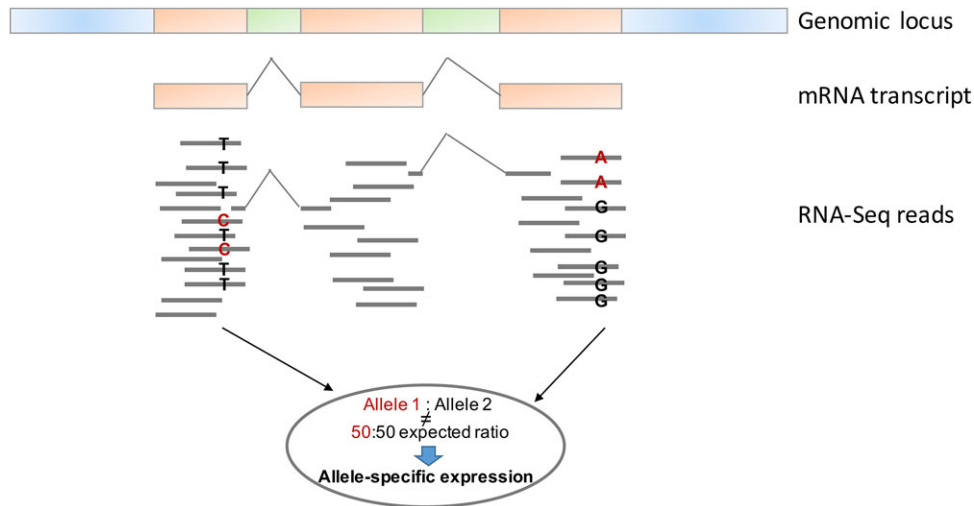 Genomic locus
mRNA transcript
RNA-Seq reads
T
T
T
C
T
C
T
T
A
A
G
G
G
G
G
Allele 1 : Allele 2
≠
50:50 expected ratio
Allele-specific expression